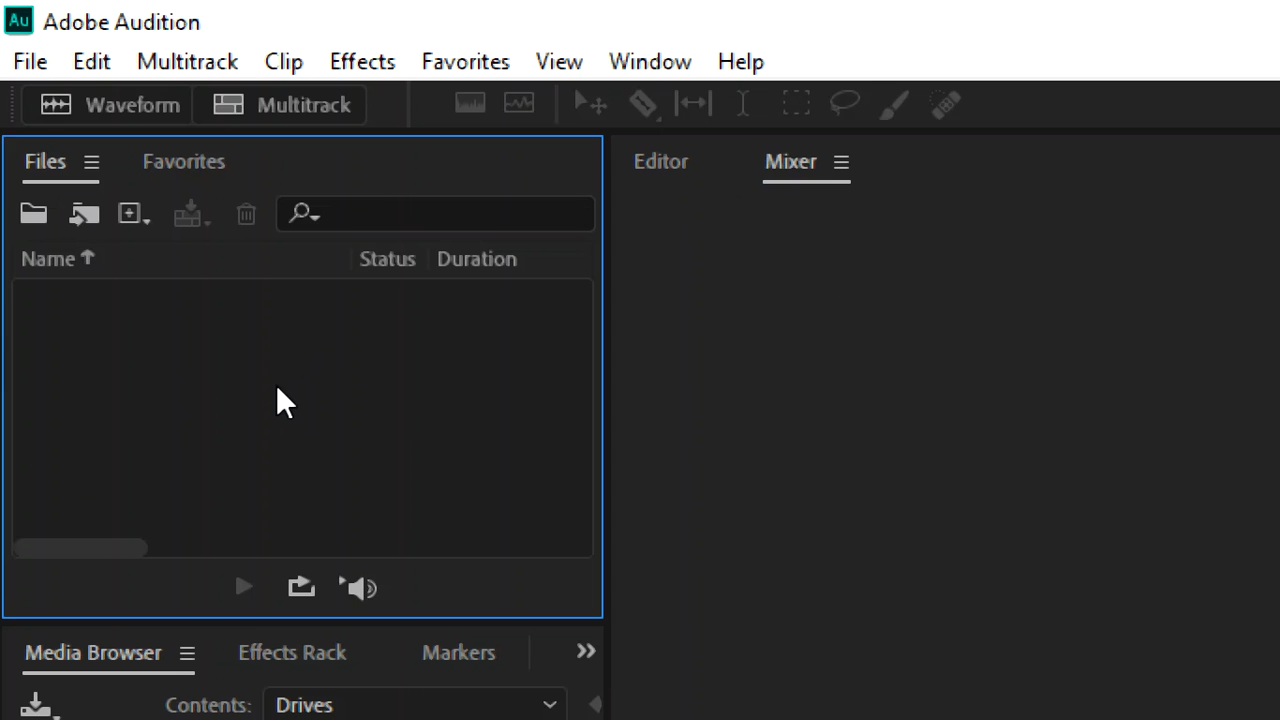 Au Adobe Audition
File Edit Multitrack Clip Effects Favorites View Window Help
Waveform Multitrack
Files Favorites Editor Mixer
Name Status Duration
Media Browser Effects Rack Markers
Contents: Drives